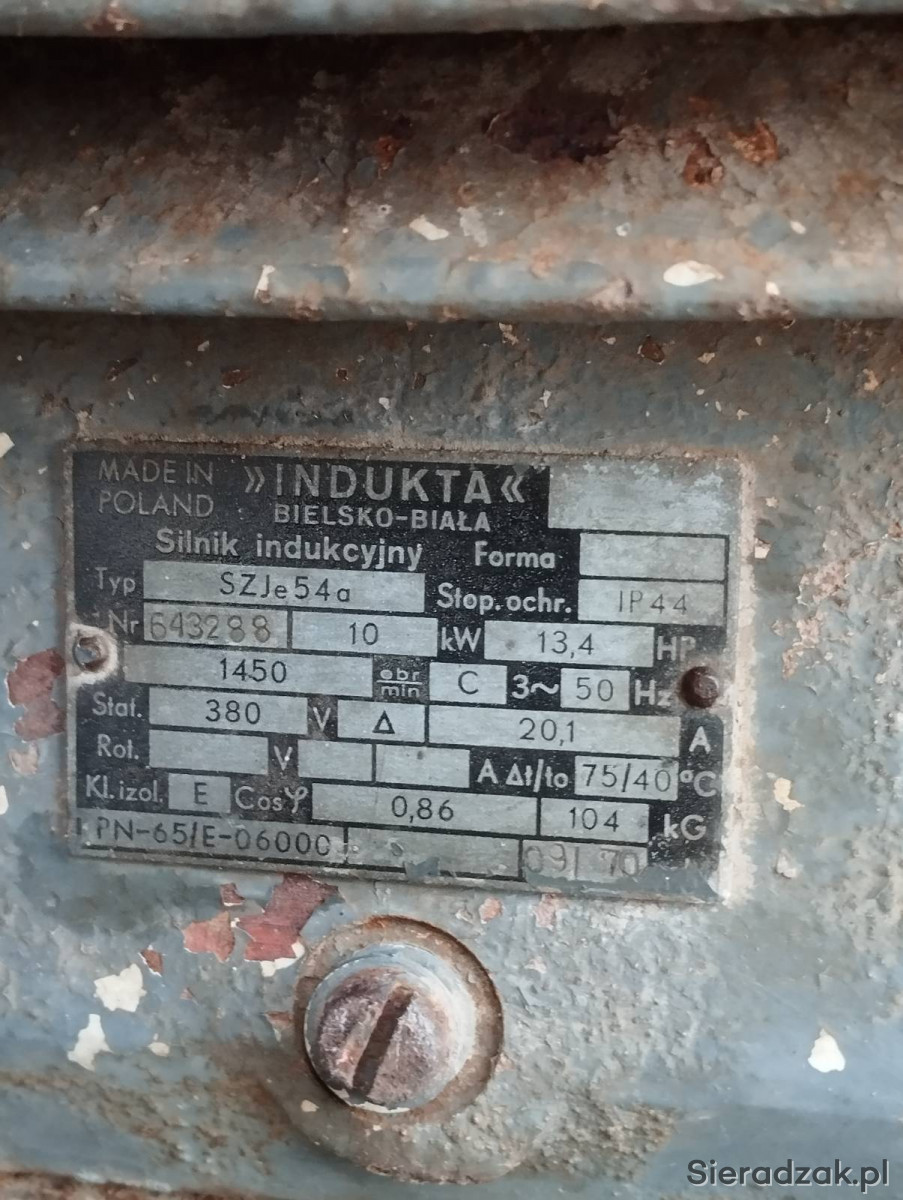 MADE IN POLAND »INDUKTA«
BIELSKO-BIAŁA
Silnik indukcyjny Forma
Typ SZJe54a Stop. ochr. IP44
Nr 643288 10 kW 13,4 HP
1450 obr/min C 3~ 50 Hz
Stat. 380 V Δ 20,1 A
Rot. V A Δt/to 75/40 °C
Kl. izol. E Cosφ 0,86 104 kG
PN-65/E-06000 09/70
Sieradzak.pl